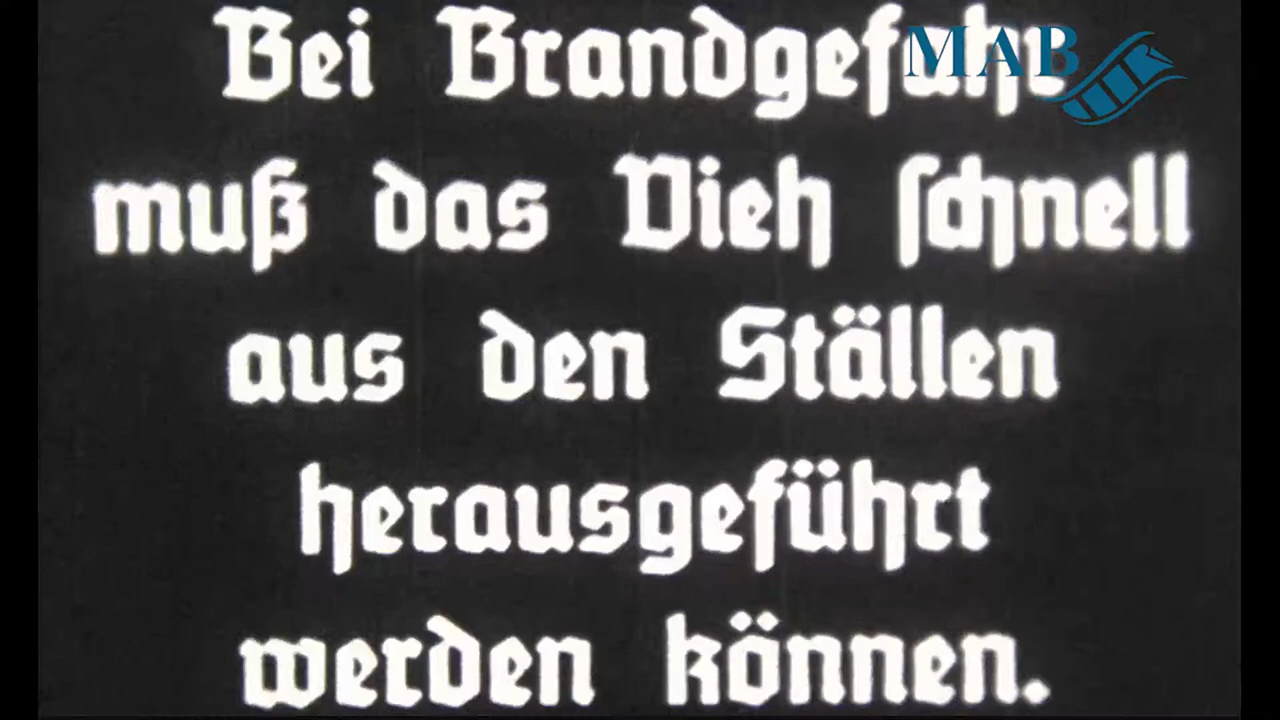 Bei Brandgefahr
MAB
muß das Vieh schnell
aus den Ställen
herausgeführt
werden können.